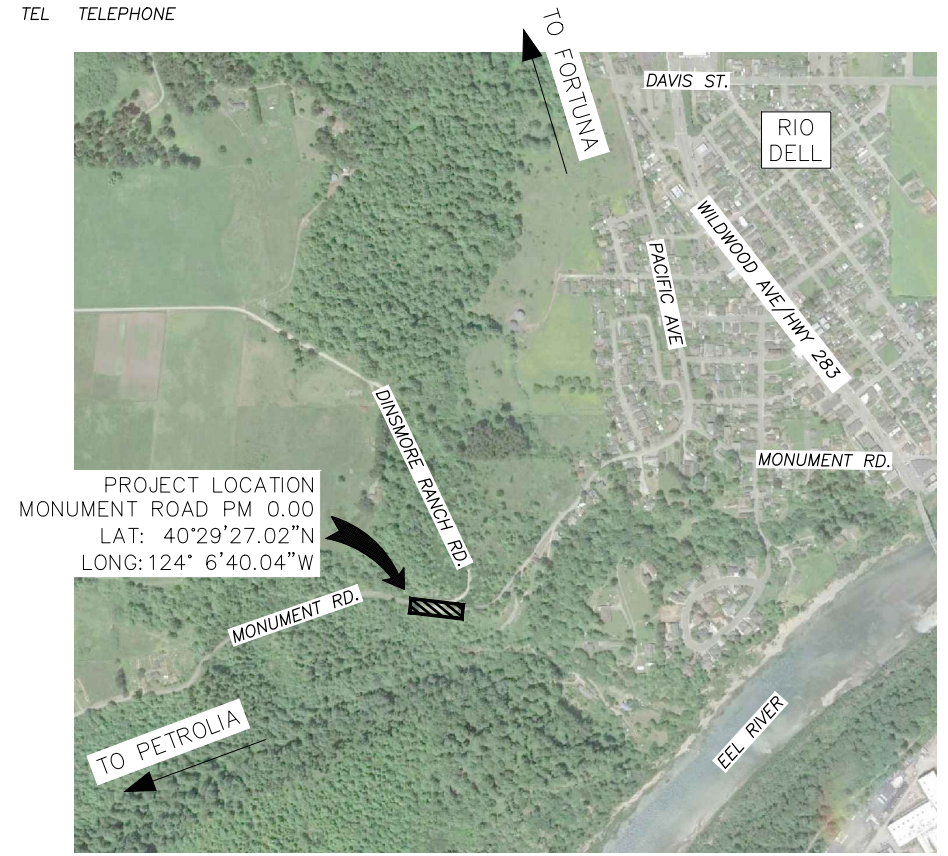 TEL TELEPHONE
TO FORTUNA
DAVIS ST.
RIO
DELL
WILDWOOD AVE/HWY 283
PACIFIC AVE
DINSMORE RANCH RD.
MONUMENT RD.
PROJECT LOCATION
MONUMENT ROAD PM 0.00
LAT: 40°29'27.02"N
LONG: 124° 6'40.04"W
MONUMENT RD.
TO PETROLIA
EEL RIVER